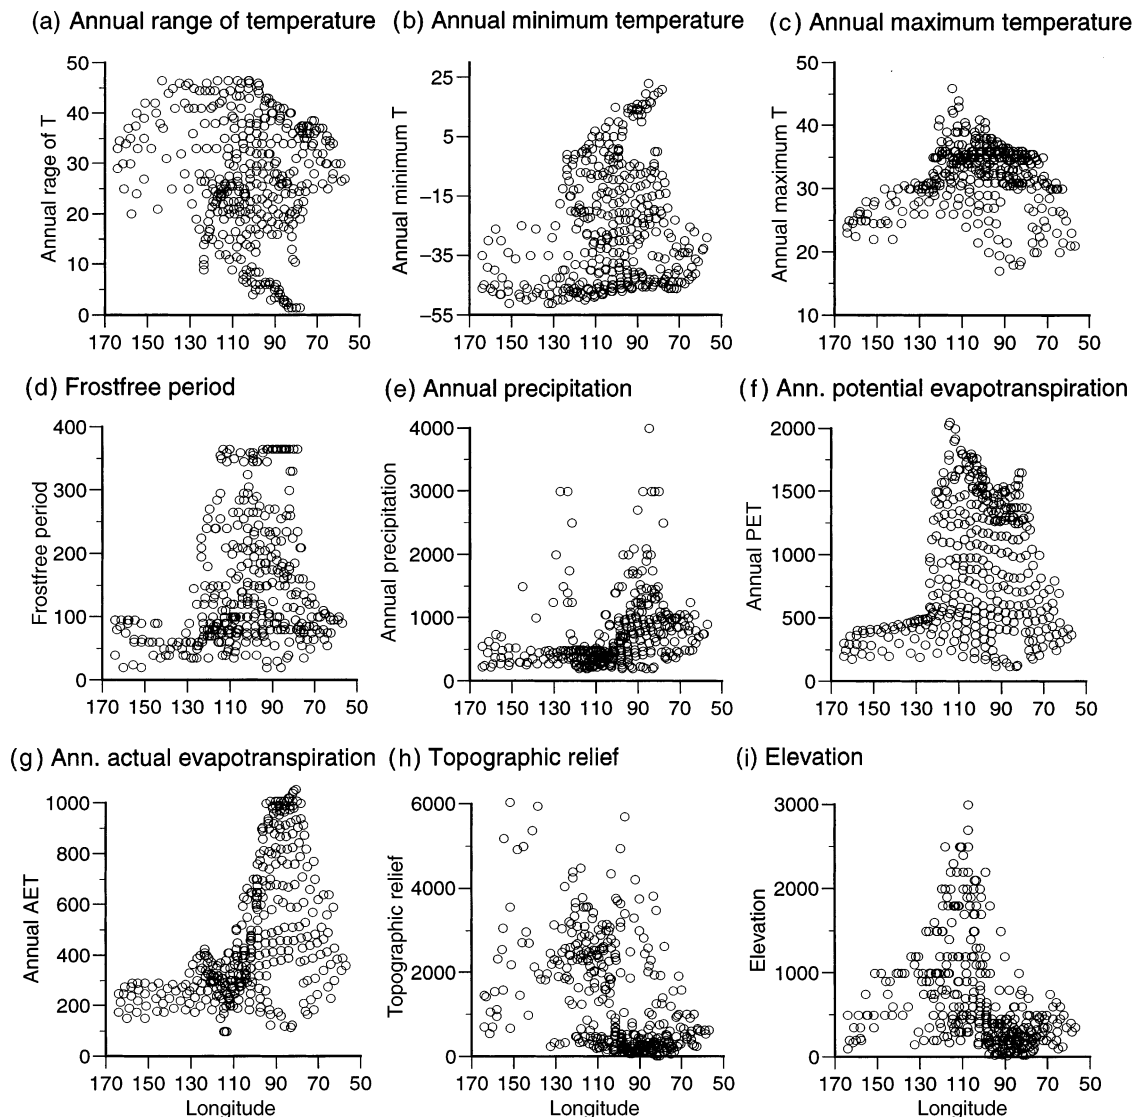 (a) Annual range of temperature
(b) Annual minimum temperature
(c) Annual maximum temperature
50
40
30
20
10
0
Annual rage of T
170 150 130 110 90 70 50
25
5
−15
−35
−55
Annual minimum T
170 150 130 110 90 70 50
50
40
30
20
10
Annual maximum T
170 150 130 110 90 70 50
(d) Frostfree period
(e) Annual precipitation
(f) Ann. potential evapotranspiration
400
300
200
100
0
Frostfree period
170 150 130 110 90 70 50
4000
3000
2000
1000
0
Annual precipitation
170 150 130 110 90 70 50
2000
1500
1000
500
0
Annual PET
170 150 130 110 90 70 50
(g) Ann. actual evapotranspiration
(h) Topographic relief
(i) Elevation
1000
800
600
400
200
0
Annual AET
170 150 130 110 90 70 50
Longitude
6000
4000
2000
0
Topographic relief
170 150 130 110 90 70 50
Longitude
3000
2000
1000
0
Elevation
170 150 130 110 90 70 50
Longitude